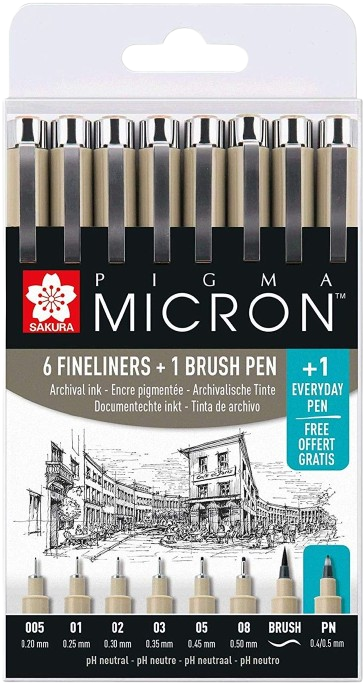 PIGMA
MICRON™
SAKURA
6 FINELINERS + 1 BRUSH PEN
Archival ink - Encre pigmentée - Archivalische Tinte
Documentechte inkt - Tinta de archivo
+1
EVERYDAY
PEN
FREE
OFFERT
GRATIS
005 01 02 03 05 08 BRUSH PN
0.20 mm 0.25 mm 0.30 mm 0.35 mm 0.45 mm 0.50 mm 0.4/0.5 mm
pH neutral - pH neutre - pH neutraal - pH neutro